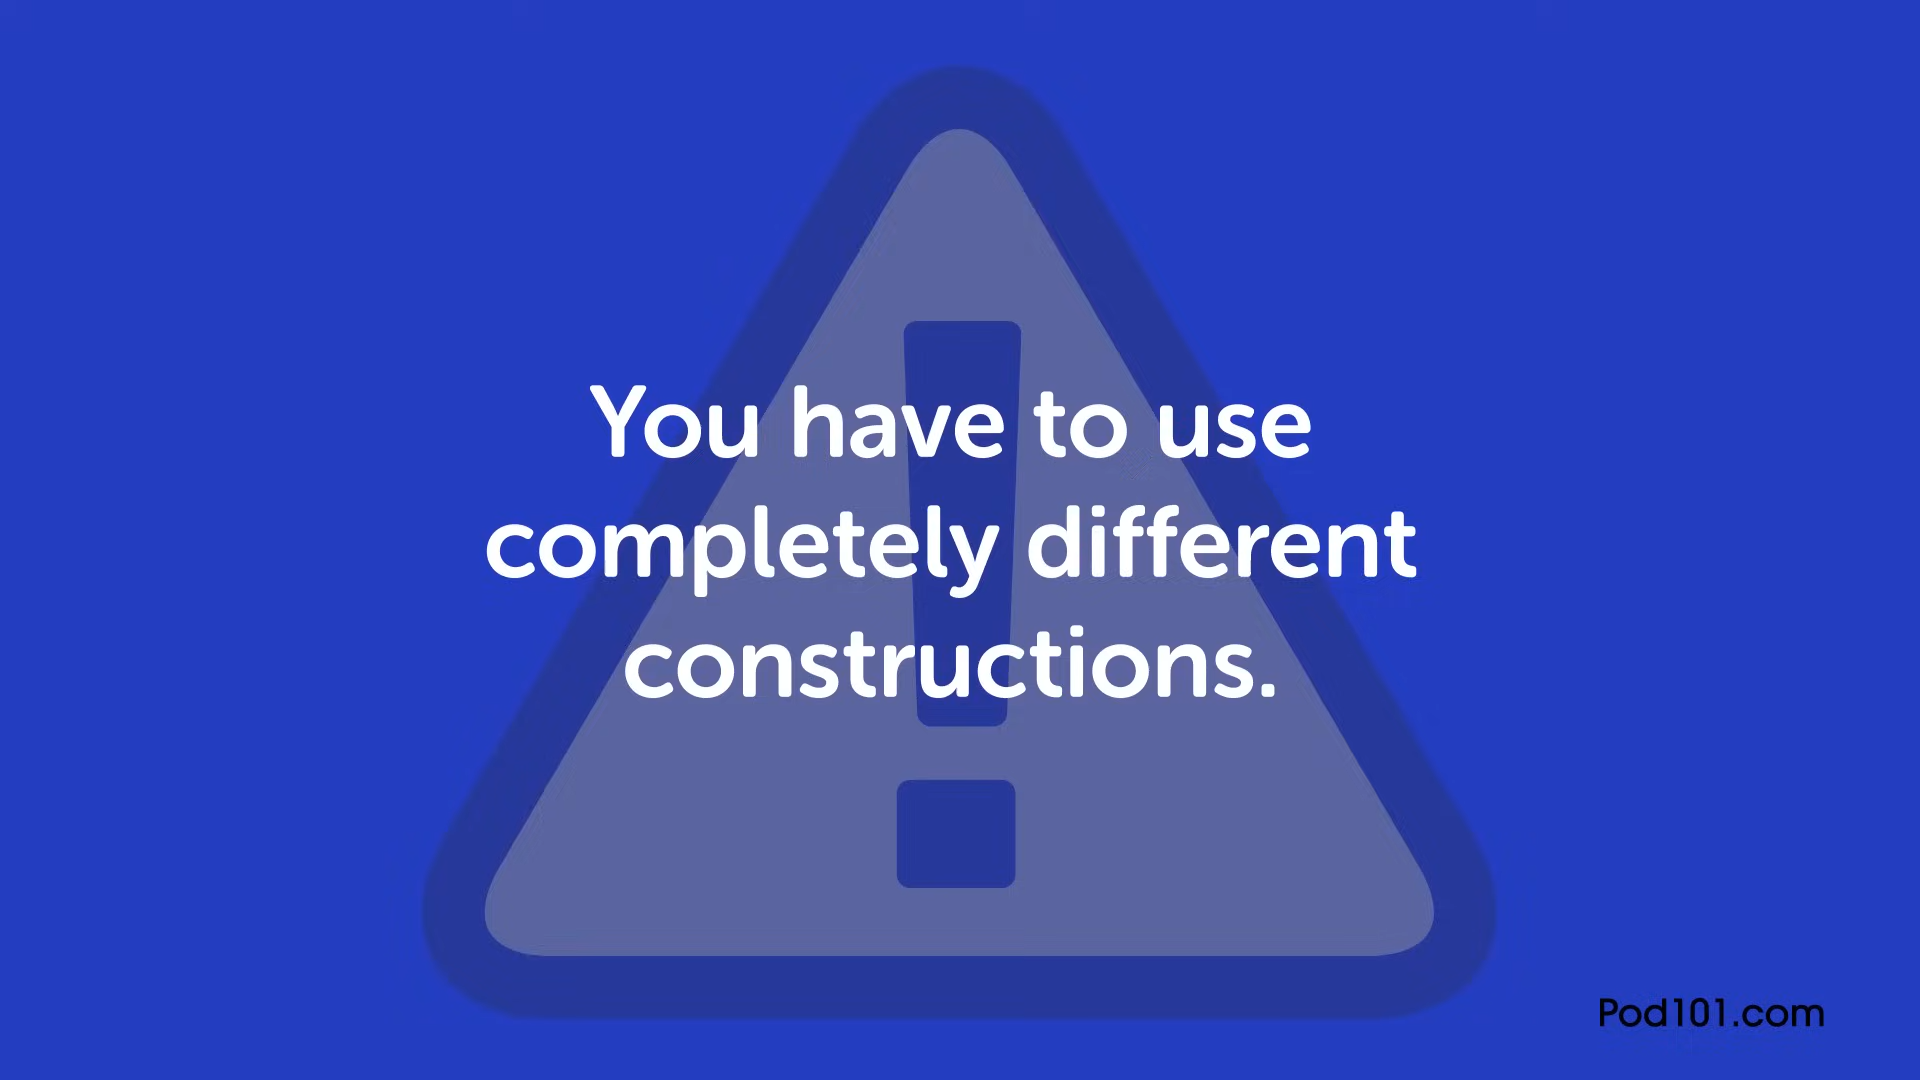 You have to use
completely different
constructions.
Pod101.com